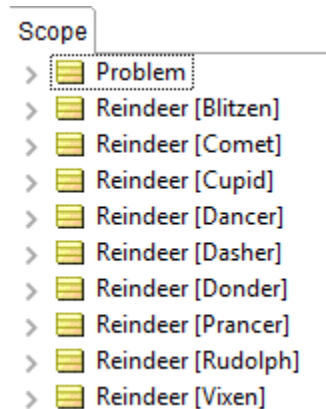 Scope
Problem
Reindeer [Blitzen]
Reindeer [Comet]
Reindeer [Cupid]
Reindeer [Dancer]
Reindeer [Dasher]
Reindeer [Donder]
Reindeer [Prancer]
Reindeer [Rudolph]
Reindeer [Vixen]